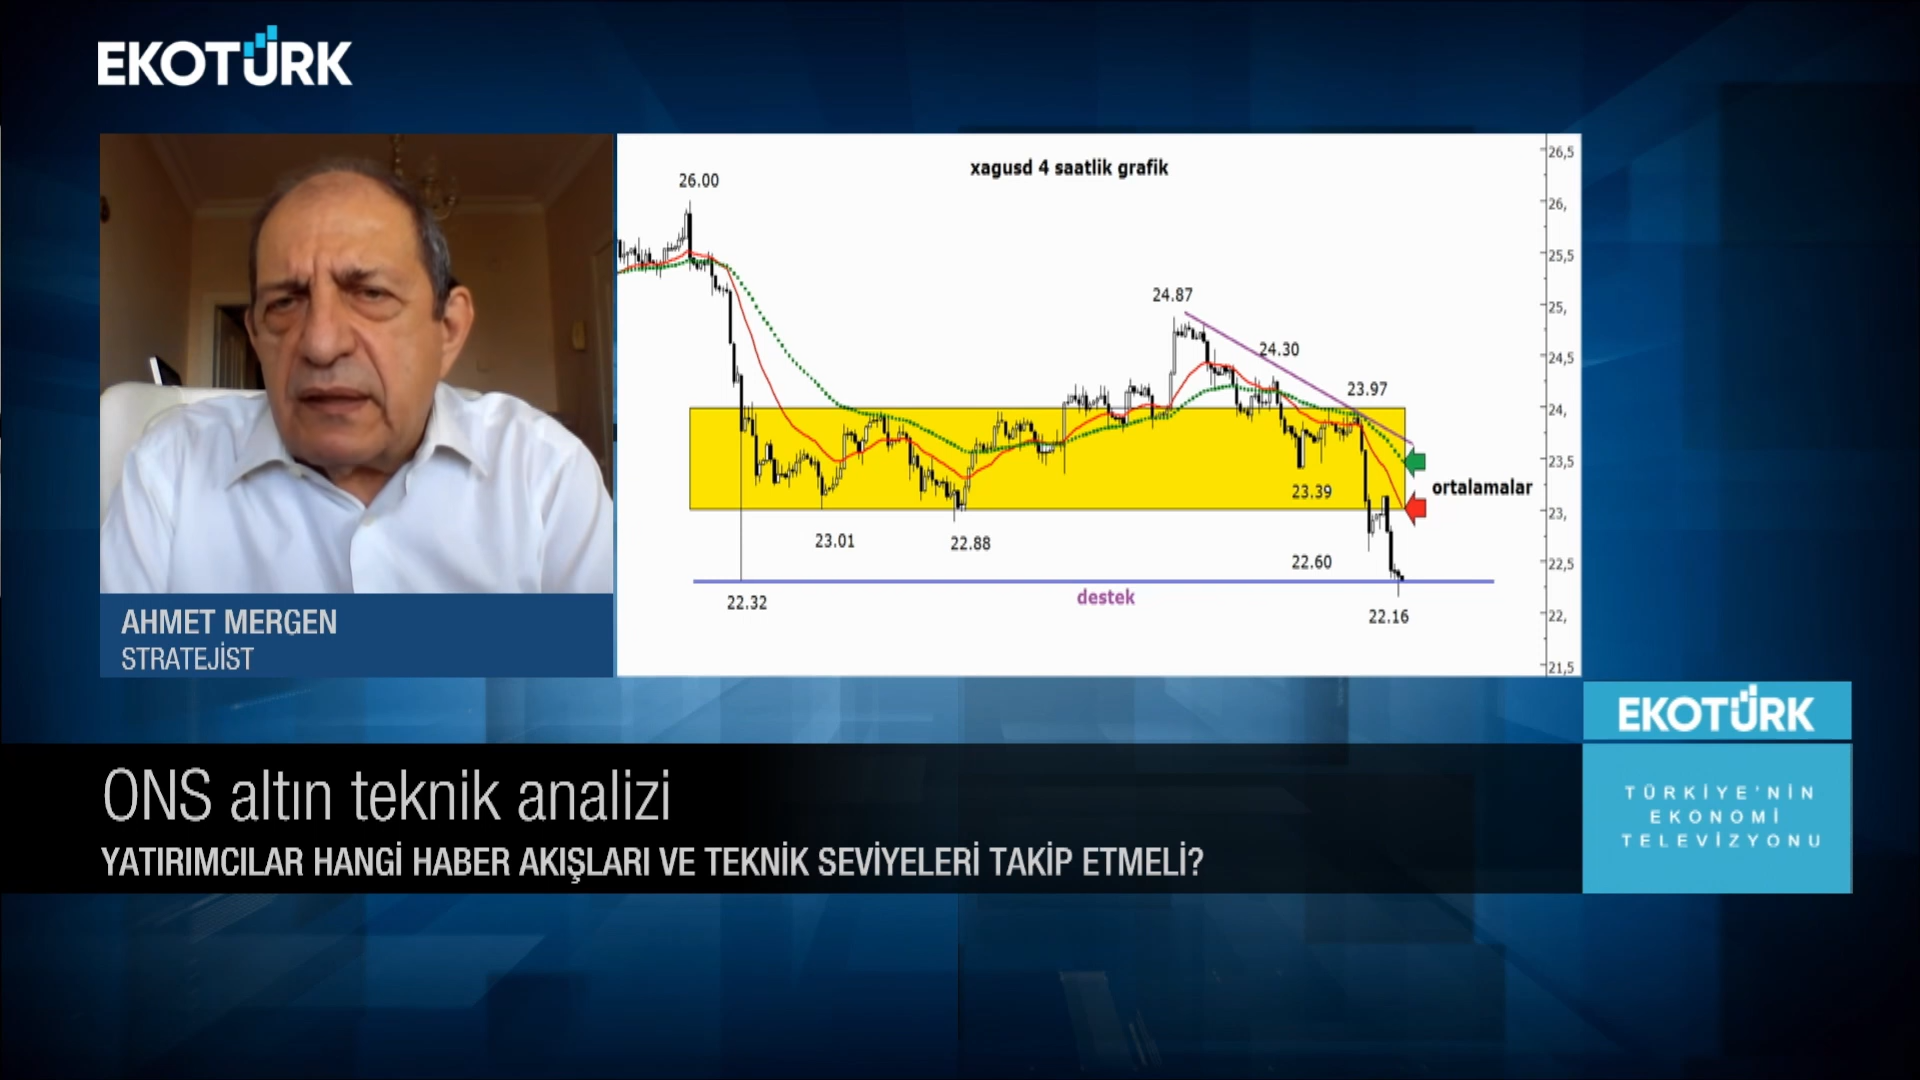 EKOTÜRK
xagusd 4 saatlik grafik
26.00
24.87
24.30
23.97
23.39
ortalamalar
23.01
22.88
22.60
22.32
destek
22.16
26,5
26,
25,5
25,
24,5
24,
23,5
23,
22,5
22,
21,5
AHMET MERGEN
STRATEJİST
EKOTÜRK
TÜRKİYE'NİN
EKONOMİ
TELEVİZYONU
ONS altın teknik analizi
YATIRIMCILAR HANGİ HABER AKIŞLARI VE TEKNİK SEVİYELERİ TAKİP ETMELİ?